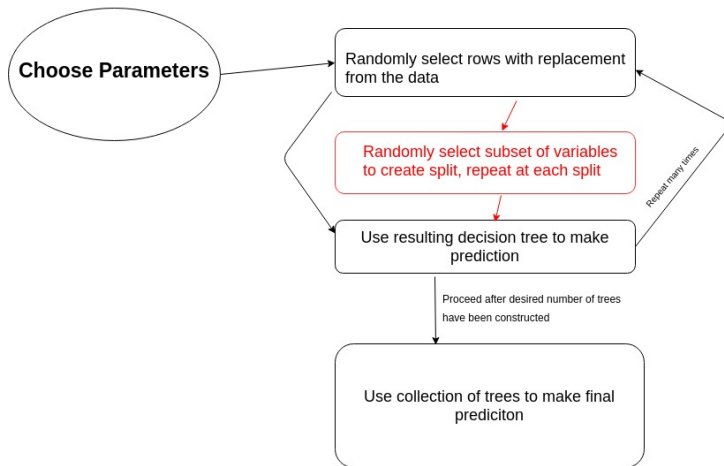 Choose Parameters
Randomly select rows with replacement
from the data
Randomly select subset of variables
to create split, repeat at each split
Repeat many times
Use resulting decision tree to make
prediction
Proceed after desired number of trees
have been constructed
Use collection of trees to make final
prediciton